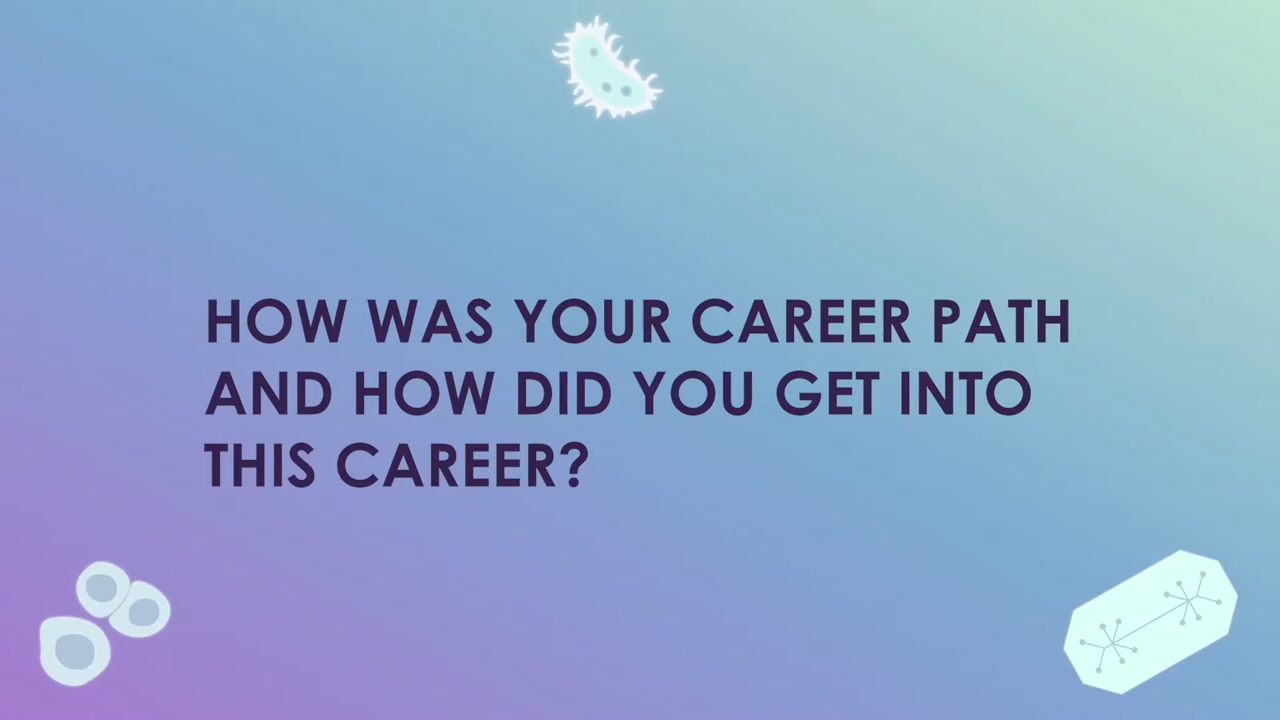 HOW WAS YOUR CAREER PATH
AND HOW DID YOU GET INTO
THIS CAREER?